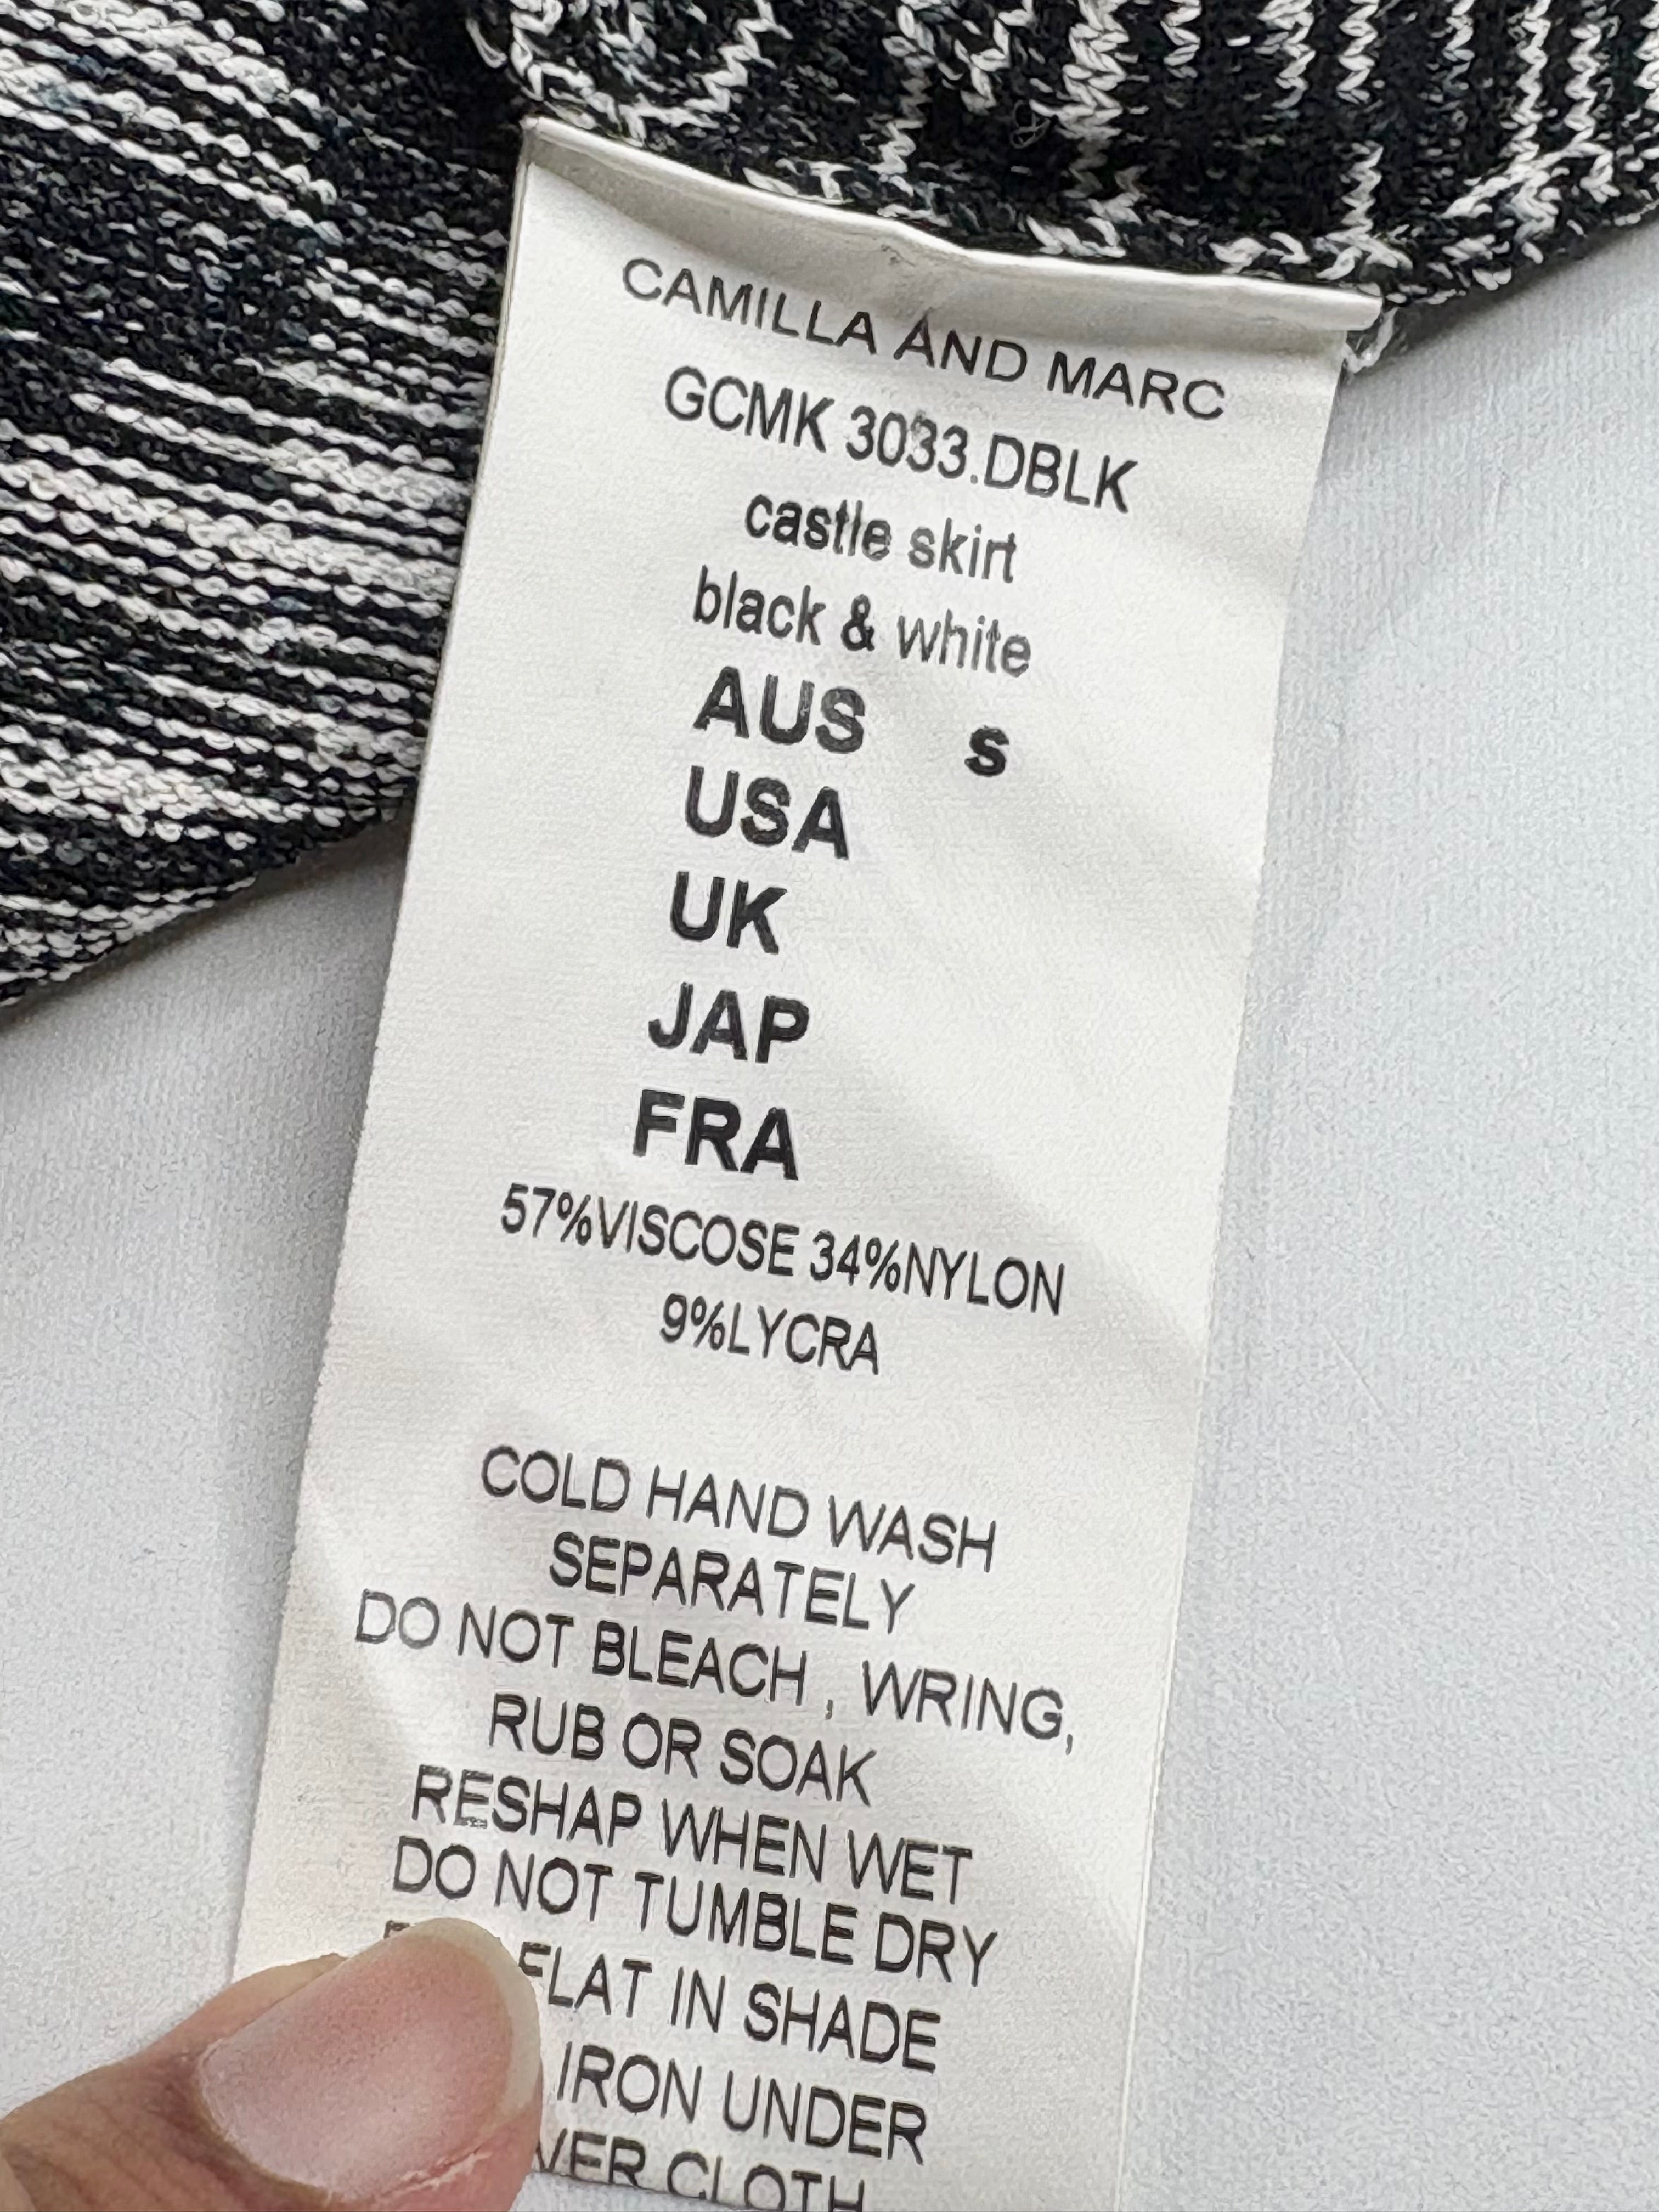 CAMILLA AND MARC
GCMK 3033.DBLK
castle skirt
black & white
AUS s
USA
UK
JAP
FRA
57%VISCOSE 34%NYLON
9%LYCRA
COLD HAND WASH
SEPARATELY
DO NOT BLEACH , WRING,
RUB OR SOAK
RESHAP WHEN WET
DO NOT TUMBLE DRY
FLAT IN SHADE
IRON UNDER
CLOTH